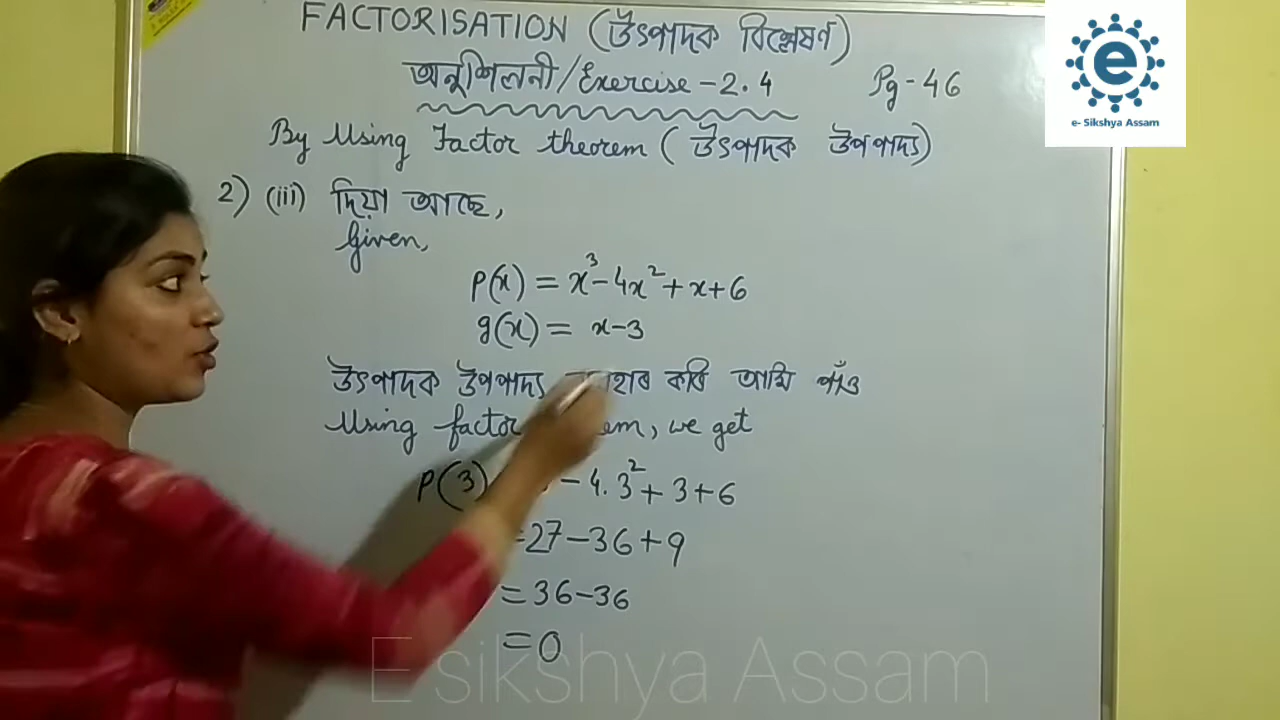 FACTORISATION (উৎপাদক বিশ্লেষণ)
অনুশিলনী/Exercise-2.4 Pg-46
e
e- Sikshya Assam
By Using Factor theorem (উৎপাদক উপপাদ্য)
2) (iii) দিয়া আছে,
Given,
p(x) = x³-4x²+x+6
g(x) = x-3
উৎপাদক উপপাদ্য কৰি আমি পাঁও
Using factor , we get
P(3) - 4.3²+3+6
=27-36+9
=36-36
=0
E sikshya Assam